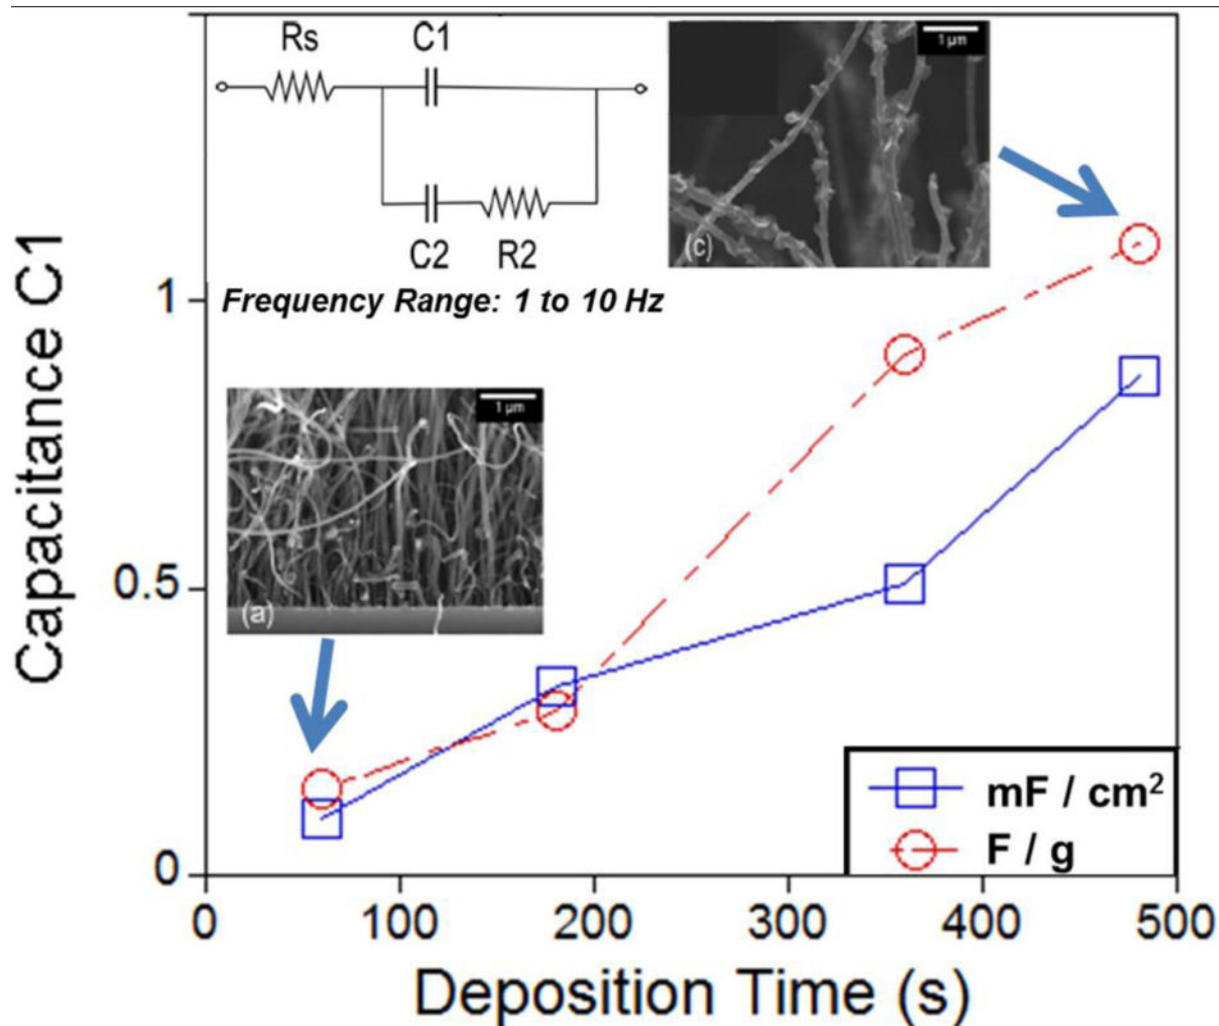 Rs C1
C2 R2
Frequency Range: 1 to 10 Hz
1 µm
(c)
1 µm
(a)
Capacitance C1
1
0.5
0
0 100 200 300 400 500
Deposition Time (s)
mF / cm²
F / g